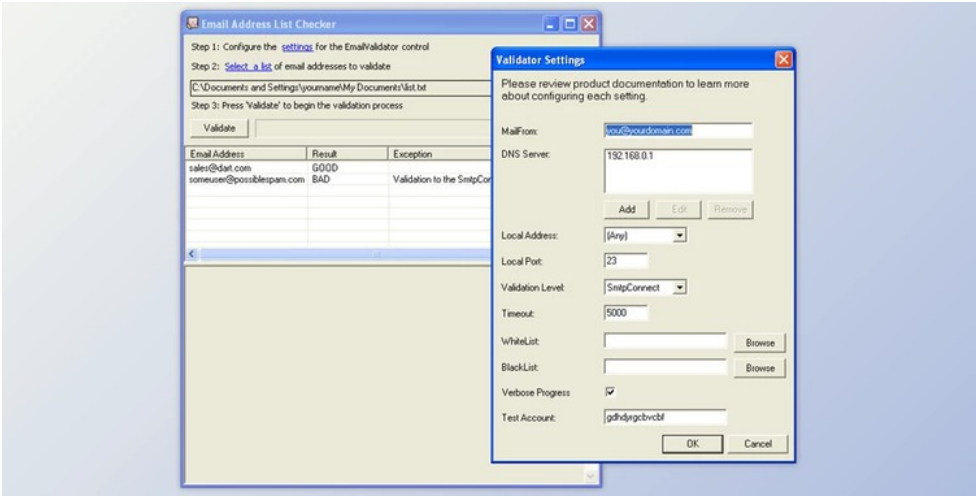 Email Address List Checker
Step 1: Configure the settings for the EmailValidator control
Step 2: Select a list of email addresses to validate
C:\Documents and Settings\yourname\My Documents\list.txt
Step 3: Press 'Validate' to begin the validation process
Validate
Email Address Result Exception
sales@dart.com GOOD
someuser@possiblespam.com BAD Validation to the SmtpCon
Validator Settings
Please review product documentation to learn more
about configuring each setting.
MailFrom: you@yourdomain.com
DNS Server: 192.168.0.1
Add Edit Remove
Local Address: (Any)
Local Port: 23
Validation Level: SmtpConnect
Timeout: 5000
WhiteList: Browse
BlackList: Browse
Verbose Progress
Test Account: gdhdyrgcbvcbf
OK Cancel